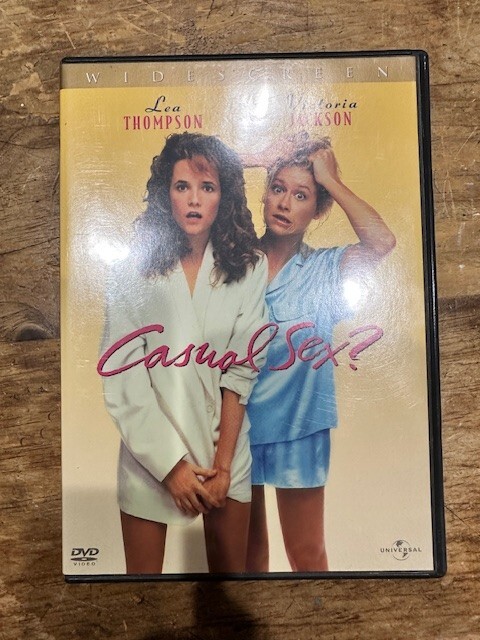 WIDESCREEN
Lea
THOMPSON
Victoria
JACKSON
Casual Sex?
DVD
VIDEO
UNIVERSAL